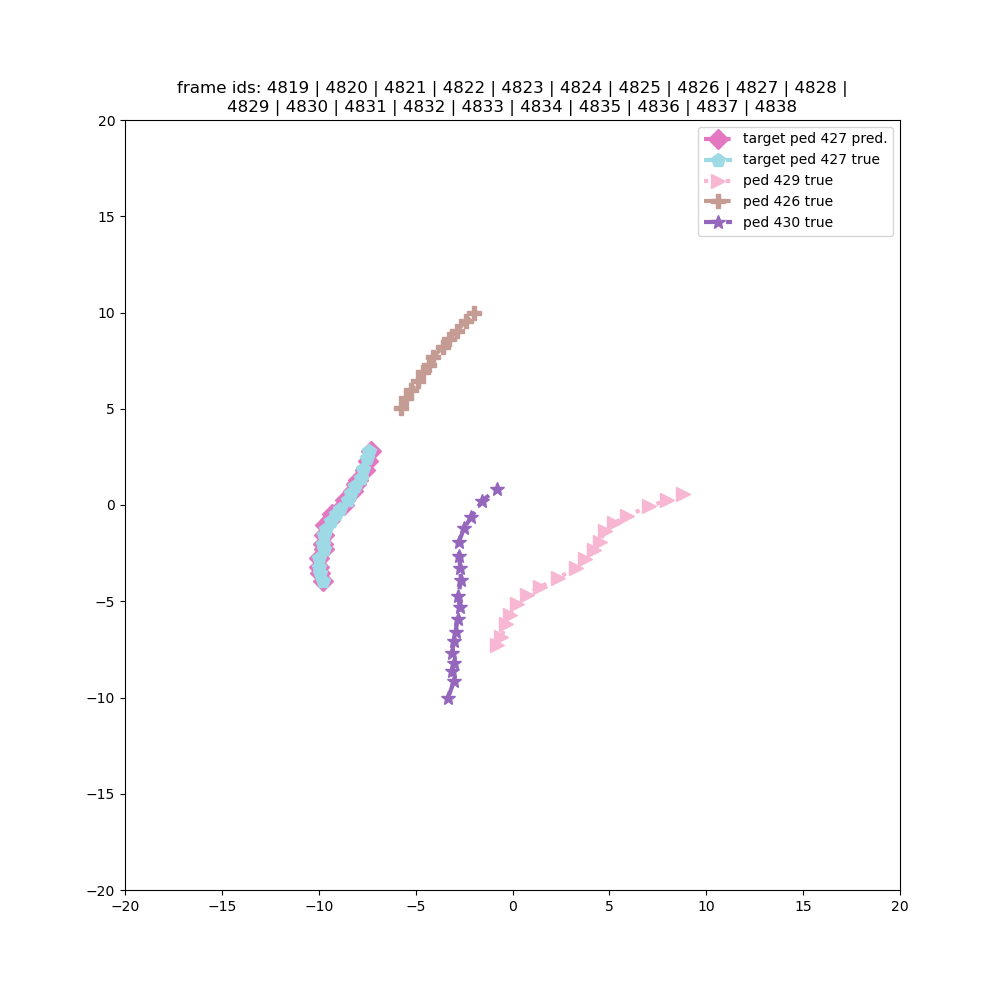 frame ids: 4819 | 4820 | 4821 | 4822 | 4823 | 4824 | 4825 | 4826 | 4827 | 4828 |
4829 | 4830 | 4831 | 4832 | 4833 | 4834 | 4835 | 4836 | 4837 | 4838
target ped 427 pred.
target ped 427 true
ped 429 true
ped 426 true
ped 430 true
20
15
10
5
0
−5
−10
−15
−20
−20 −15 −10 −5 0 5 10 15 20